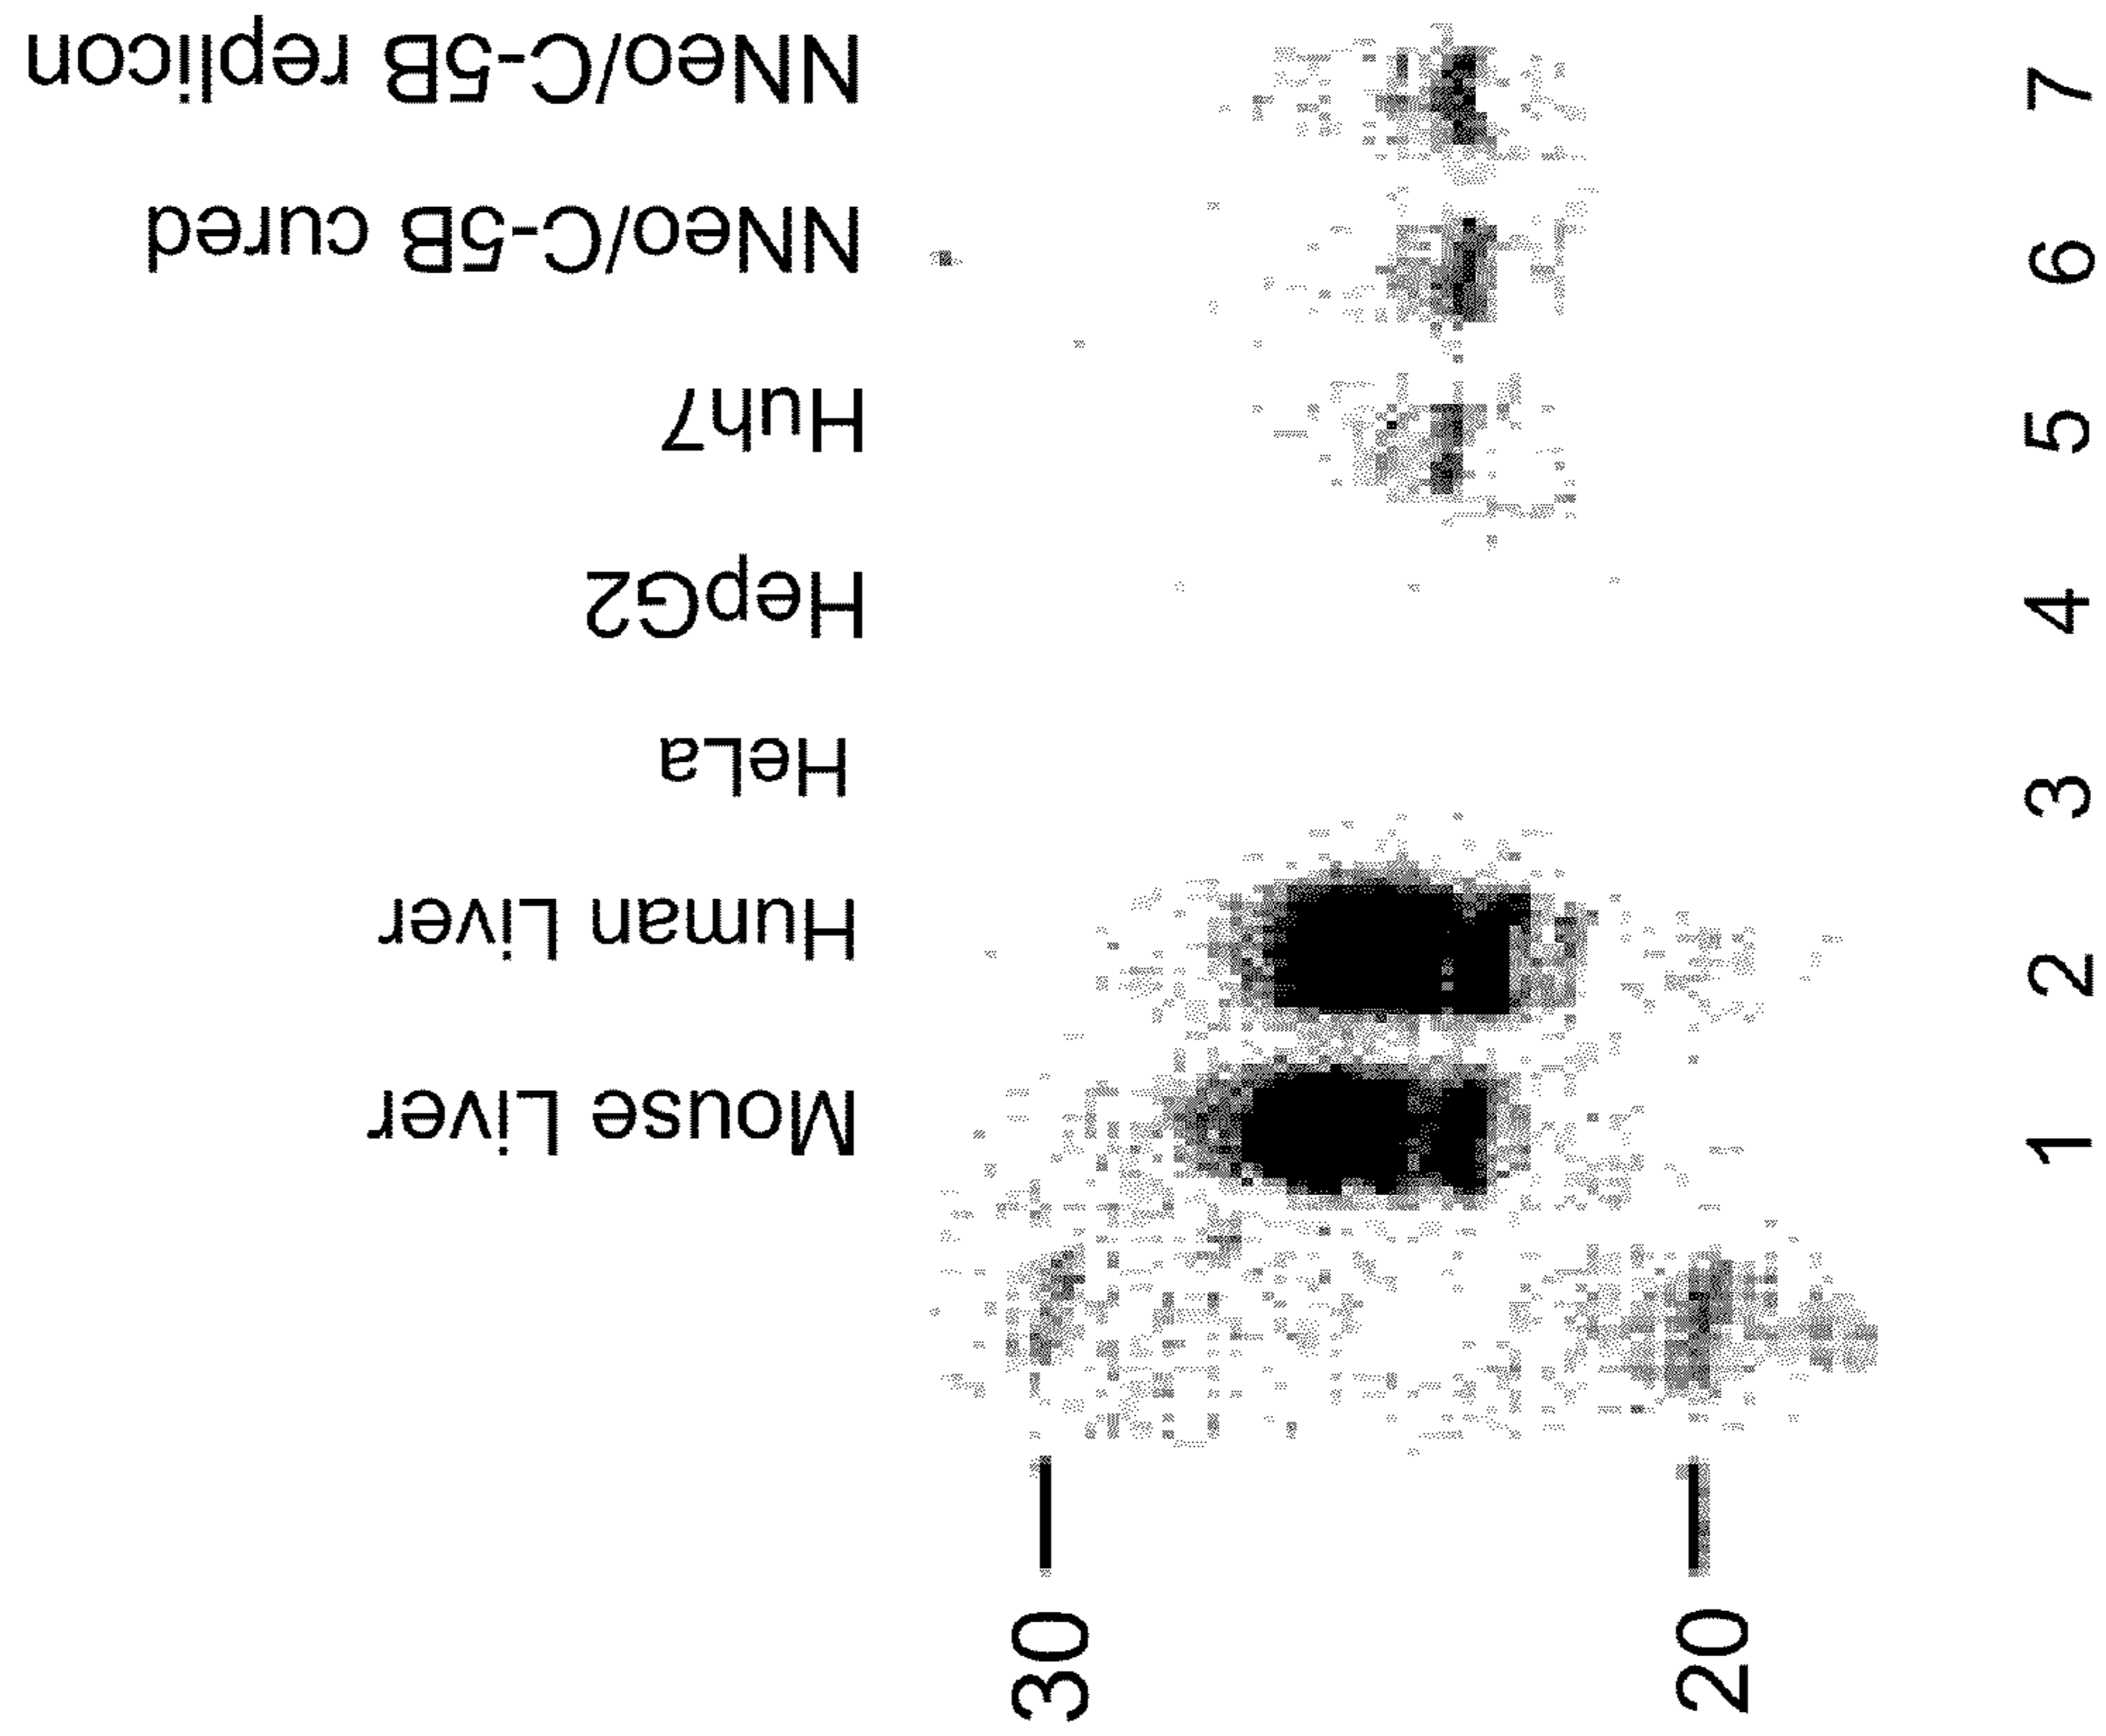 Mouse Liver
Human Liver
HeLa
HepG2
Huh7
NNeo/C-5B cured
NNeo/C-5B replicon
30
20
1 2 3 4 5 6 7